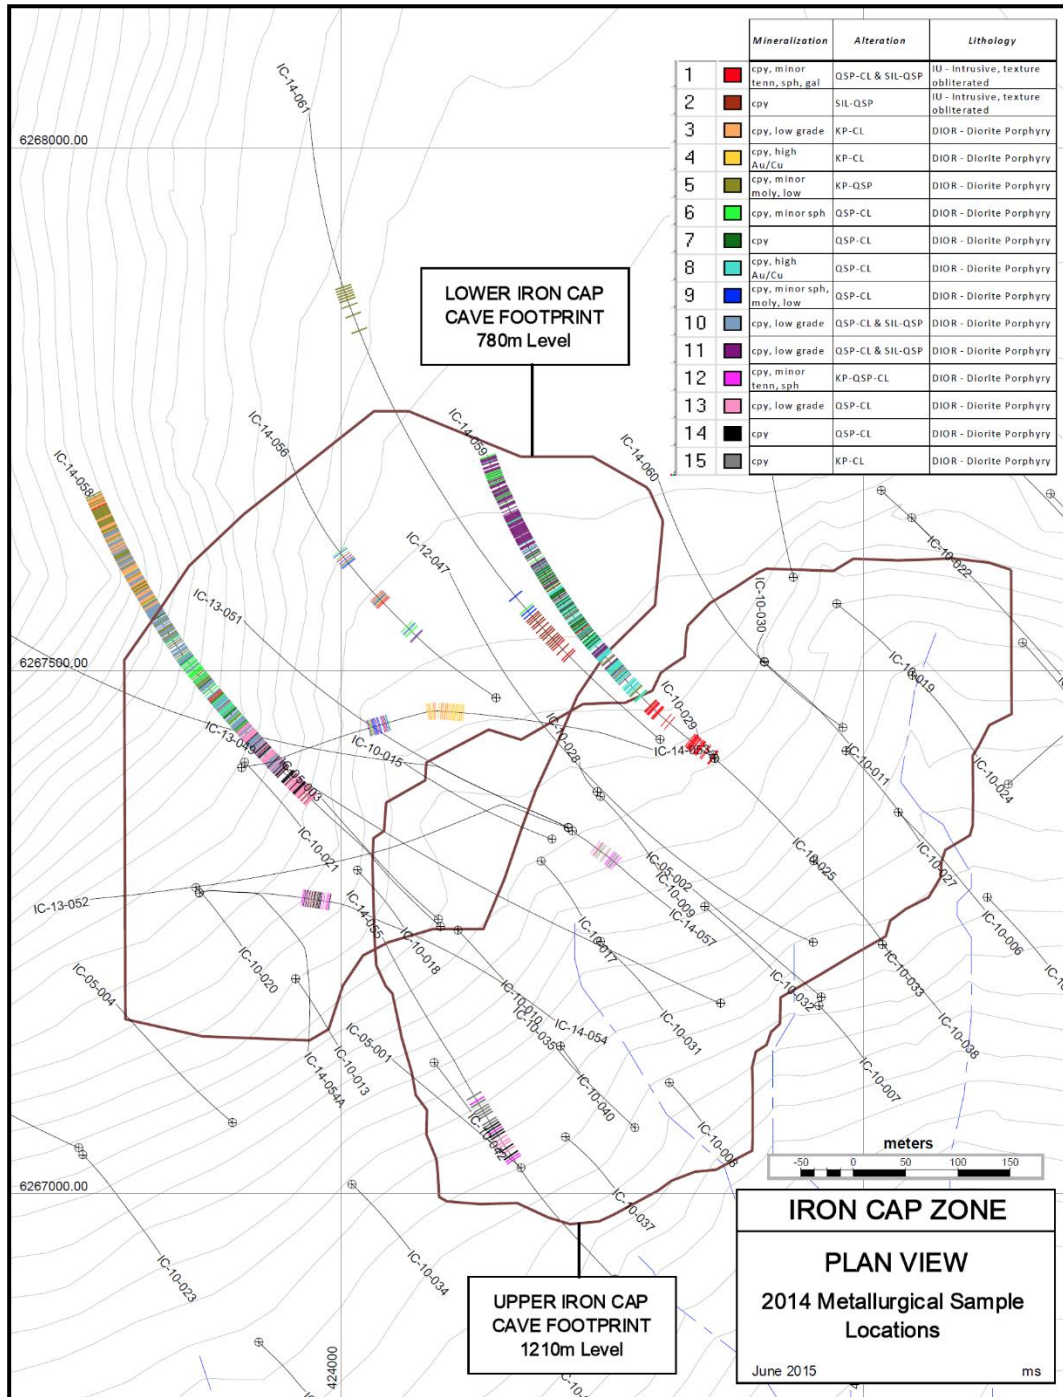 Mineralization Alteration Lithology
1 cpy, minor tenn, sph, gal QSP-CL & SIL-QSP IU - Intrusive, texture obliterated
2 cpy SIL-QSP IU - Intrusive, texture obliterated
3 cpy, low grade KP-CL DIOR - Diorite Porphyry
4 cpy, high Au/Cu KP-CL DIOR - Diorite Porphyry
5 cpy, minor moly, low KP-QSP DIOR - Diorite Porphyry
6 cpy, minor sph QSP-CL DIOR - Diorite Porphyry
7 cpy QSP-CL DIOR - Diorite Porphyry
8 cpy, high Au/Cu QSP-CL DIOR - Diorite Porphyry
9 cpy, minor sph, moly, low QSP-CL DIOR - Diorite Porphyry
10 cpy, low grade QSP-CL & SIL-QSP DIOR - Diorite Porphyry
11 cpy, low grade QSP-CL & SIL-QSP DIOR - Diorite Porphyry
12 cpy, minor tenn, sph KP-QSP-CL DIOR - Diorite Porphyry
13 cpy, low grade QSP-CL DIOR - Diorite Porphyry
14 cpy QSP-CL DIOR - Diorite Porphyry
15 cpy KP-CL DIOR - Diorite Porphyry
IC-14-061
6268000.00
LOWER IRON CAP
CAVE FOOTPRINT
780m Level
IC-14-056
IC-14-059
IC-14-060
IC-14-058
IC-12-047
IC-10-022
IC-13-051
IC-10-030
6267500.00
IC-10-019
IC-10-029
IC-13-049
IC-10-015
IC-10-028
IC-14-053
IC-05-003
IC-10-011
IC-10-024
IC-10-021
IC-05-002
IC-10-009
IC-14-057
IC-10-025
IC-10-027
IC-13-052
IC-14-055
IC-10-018
IC-10-017
IC-10-006
IC-10-020
IC-05-004
IC-10-010
IC-10-032
IC-10-033
IC-10-013
IC-14-054A
IC-05-001
IC-10-035
IC-14-054
IC-10-031
IC-10-038
IC-10-040
IC-10-007
IC-10-042
IC-10-008
meters
-50 0 50 100 150
6267000.00
IC-10-023
IC-10-034
IC-10-037
UPPER IRON CAP
CAVE FOOTPRINT
1210m Level
424000
IRON CAP ZONE
PLAN VIEW
2014 Metallurgical Sample
Locations
June 2015 ms